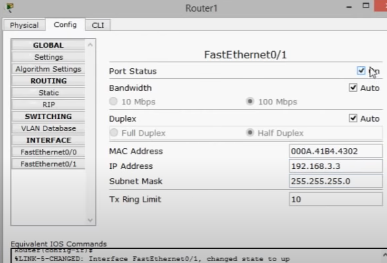 Router1
Physical Config CLI
GLOBAL
Settings
Algorithm Settings
ROUTING
Static
RIP
SWITCHING
VLAN Database
INTERFACE
FastEthernet0/0
FastEthernet0/1
FastEthernet0/1
Port Status On
Bandwidth Auto
10 Mbps 100 Mbps
Duplex Auto
Full Duplex Half Duplex
MAC Address 000A.41B4.4302
IP Address 192.168.3.3
Subnet Mask 255.255.255.0
Tx Ring Limit 10
Equivalent IOS Commands
Router(config-if)#
%LINK-5-CHANGED: Interface FastEthernet0/1, changed state to up